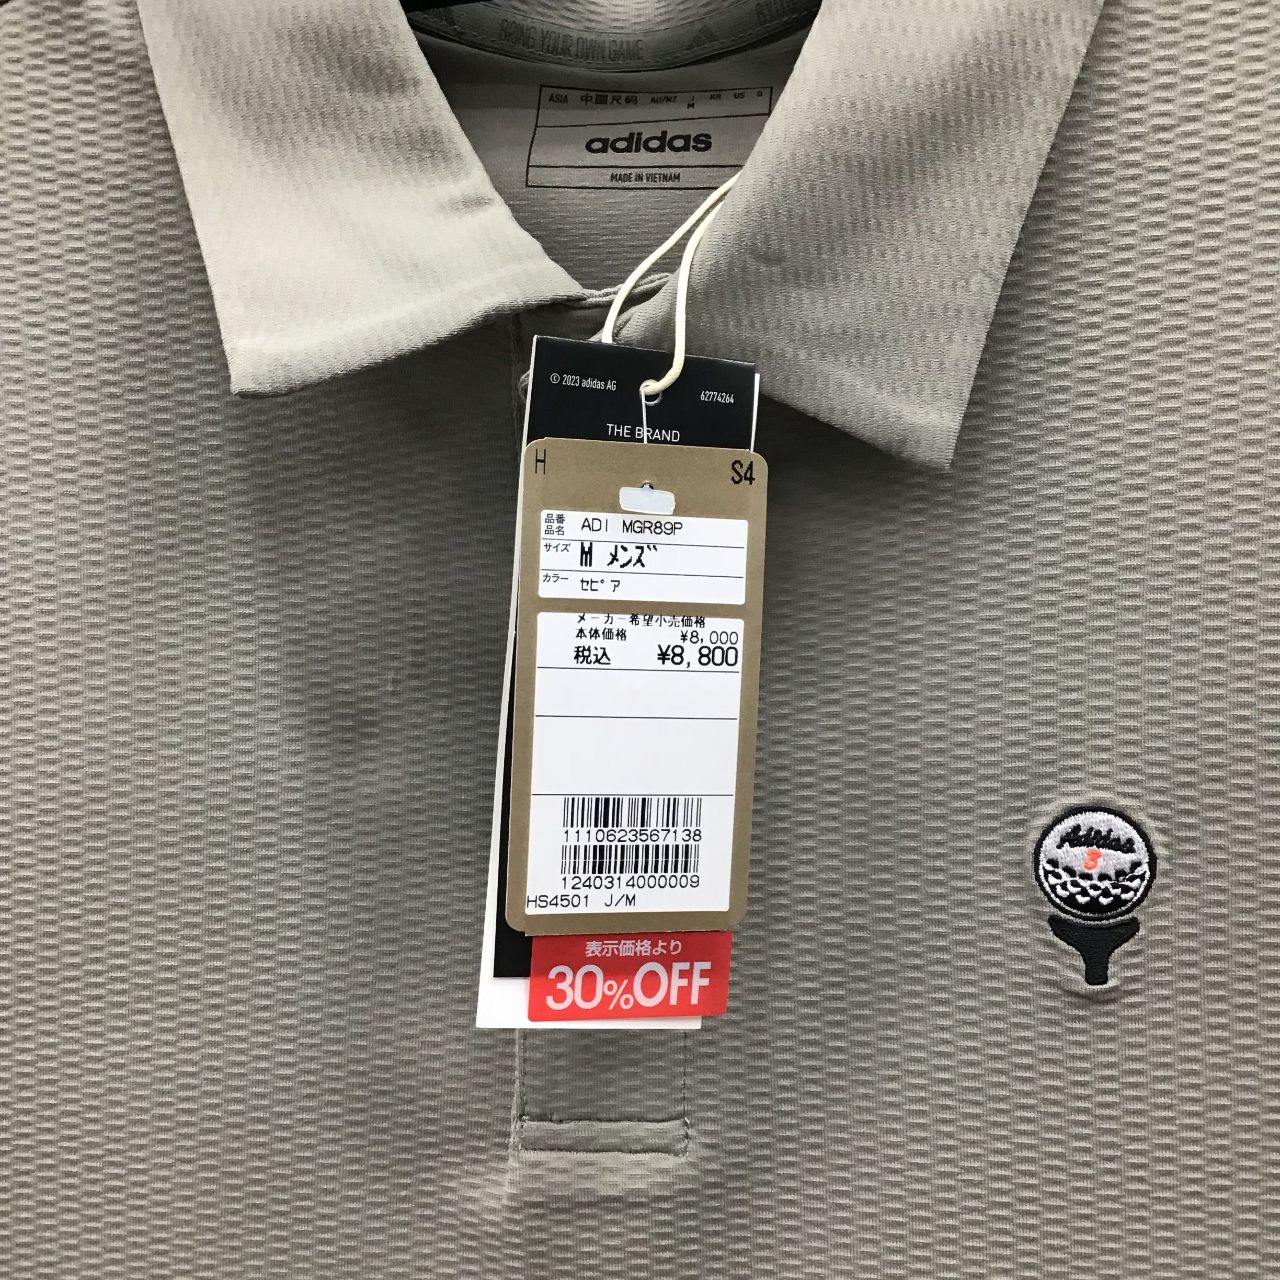 BRING YOUR OWN GAME
ASIA 中国尺码 AU/NZ J KR US
M
adidas
MADE IN VIETNAM
© 2023 adidas AG
62774264
THE BRAND
H S4
品番
品名 ADI MGR89P
サイズ M メンズ
カラー セピア
メーカー希望小売価格
本体価格 ¥8,000
税込 ¥8,800
1110623567138
1240314000009
HS4501 J/M
表示価格より
30%OFF
Adidas
3